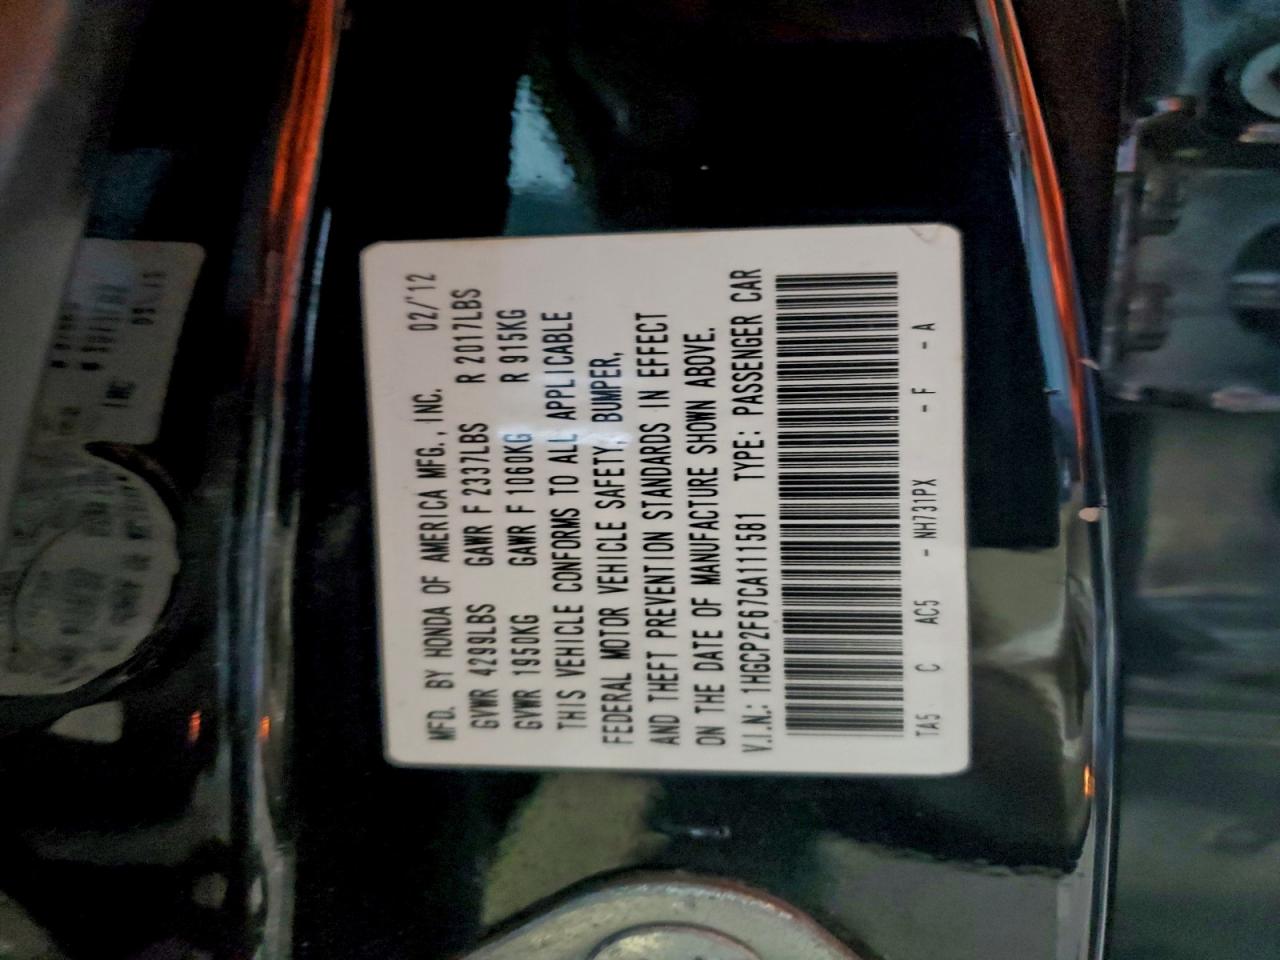 MFD. BY HONDA OF AMERICA MFG., INC. 02/'12
GVWR 4299LBS GAWR F 2337LBS R 2017LBS
GVWR 1950KG GAWR F 1060KG R 915KG
THIS VEHICLE CONFORMS TO ALL APPLICABLE
FEDERAL MOTOR VEHICLE SAFETY, BUMPER,
AND THEFT PREVENTION STANDARDS IN EFFECT
ON THE DATE OF MANUFACTURE SHOWN ABOVE.
V.I.N.: 1HGCP2F67CA111581 TYPE: PASSENGER CAR
TA5 C AC5 - NH731PX - F - A